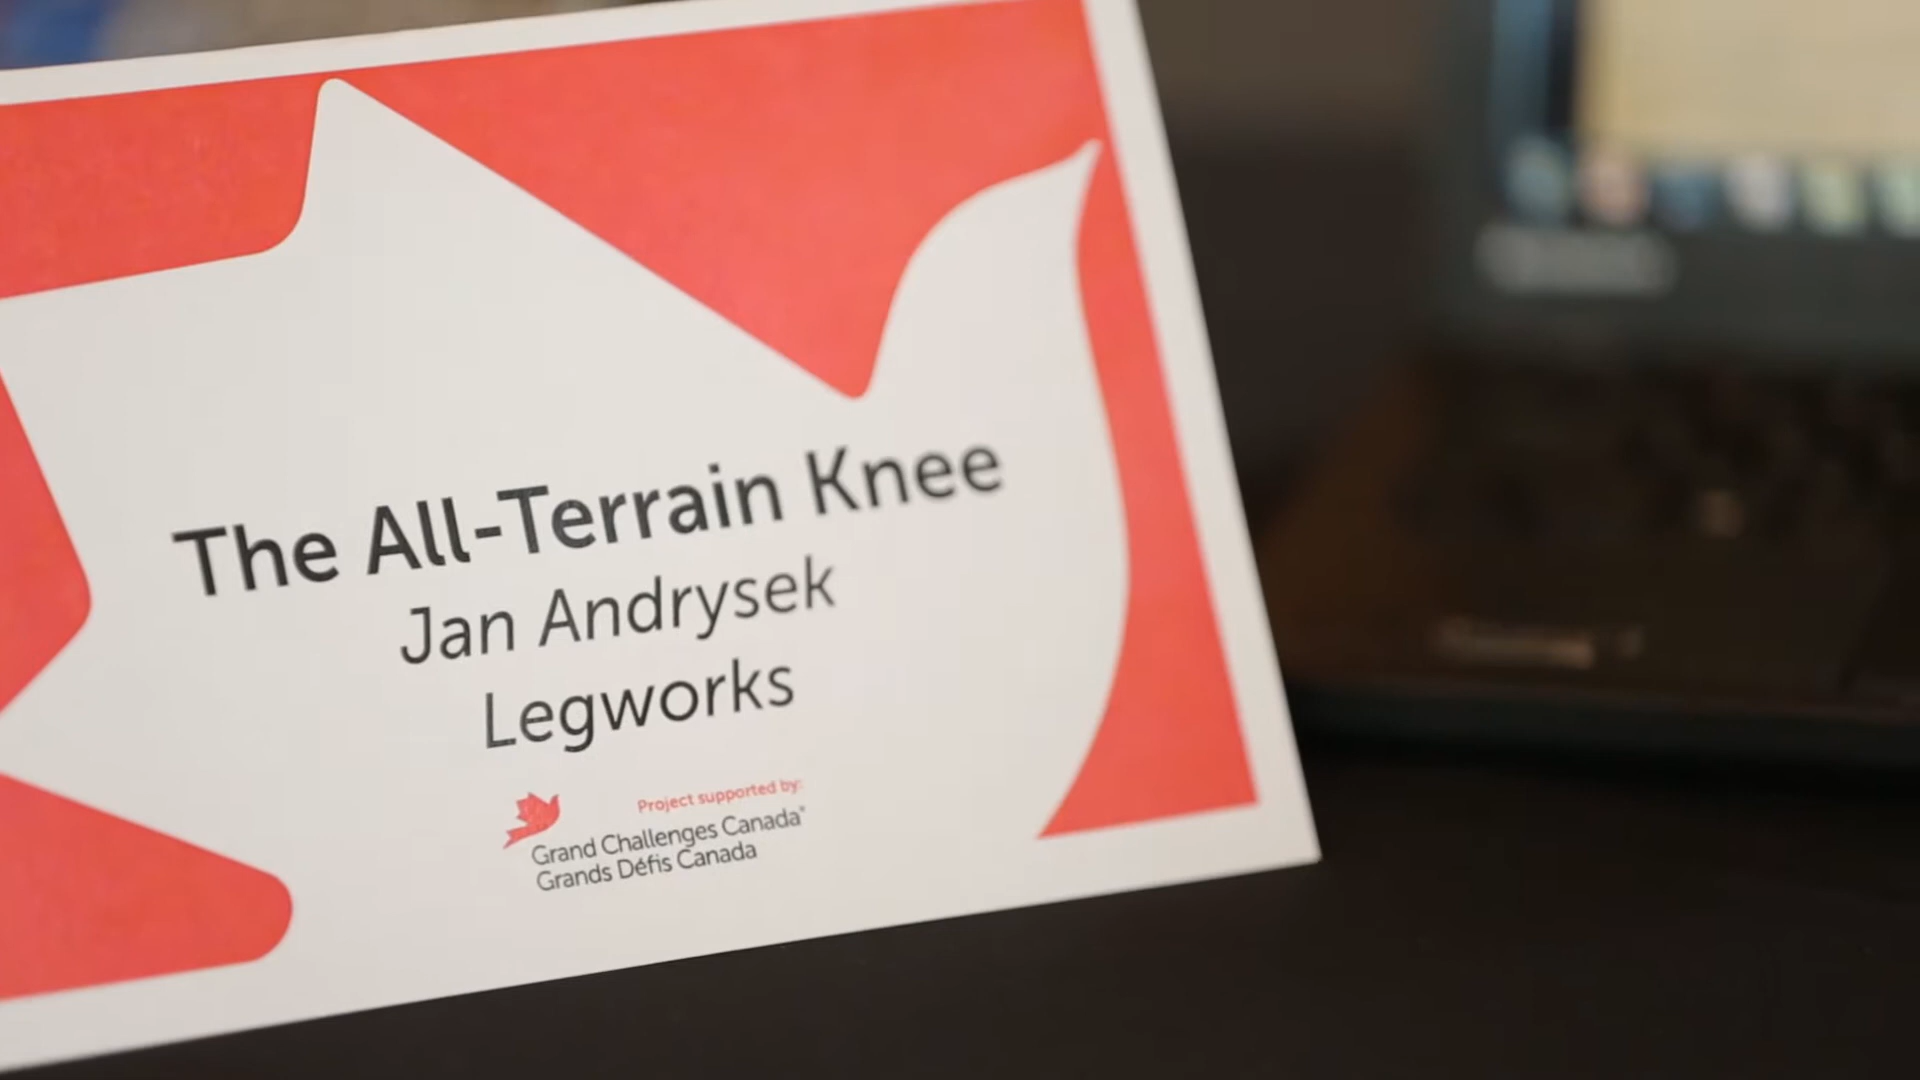 The All-Terrain Knee
Jan Andrysek
Legworks
Project supported by:
Grand Challenges Canada®
Grands Défis Canada